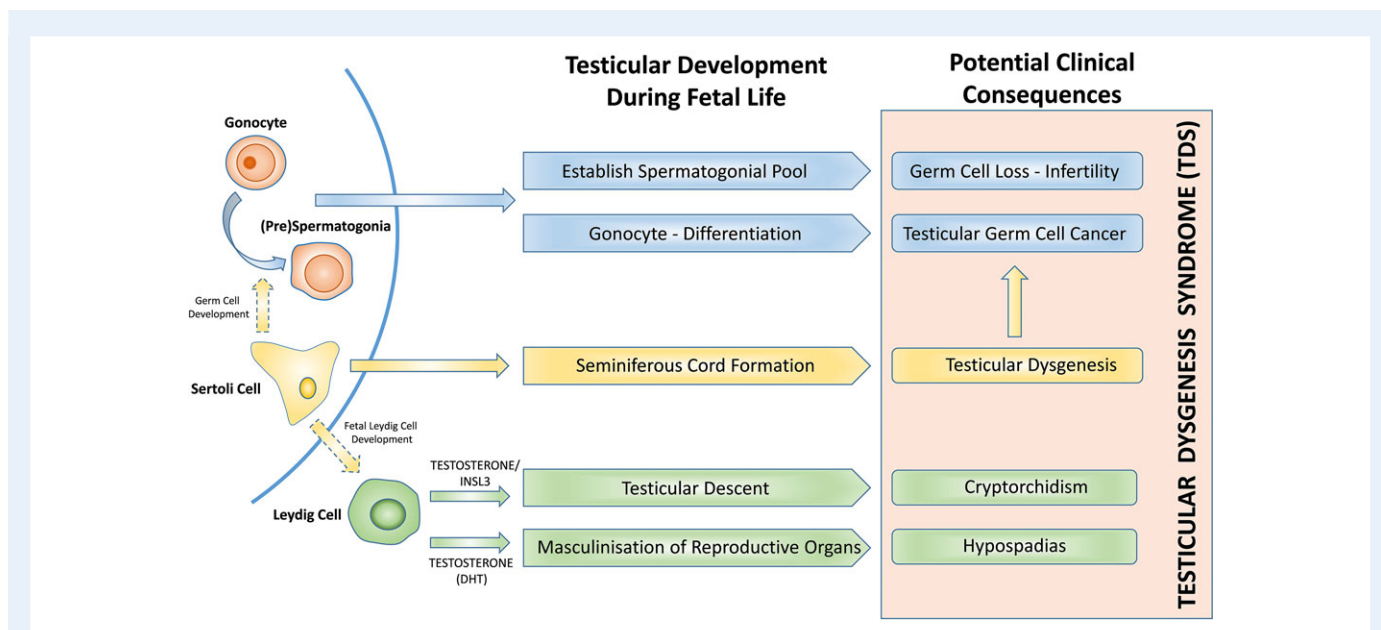 Testicular Development
During Fetal Life
Potential Clinical
Consequences
Gonocyte
(Pre)Spermatogonia
Germ Cell
Development
Sertoli Cell
Fetal Leydig Cell
Development
Leydig Cell
TESTOSTERONE/
INSL3
TESTOSTERONE
(DHT)
Establish Spermatogonial Pool
Germ Cell Loss - Infertility
Gonocyte - Differentiation
Testicular Germ Cell Cancer
Seminiferous Cord Formation
Testicular Dysgenesis
Testicular Descent
Cryptorchidism
Masculinisation of Reproductive Organs
Hypospadias
TESTICULAR DYSGENESIS SYNDROME (TDS)